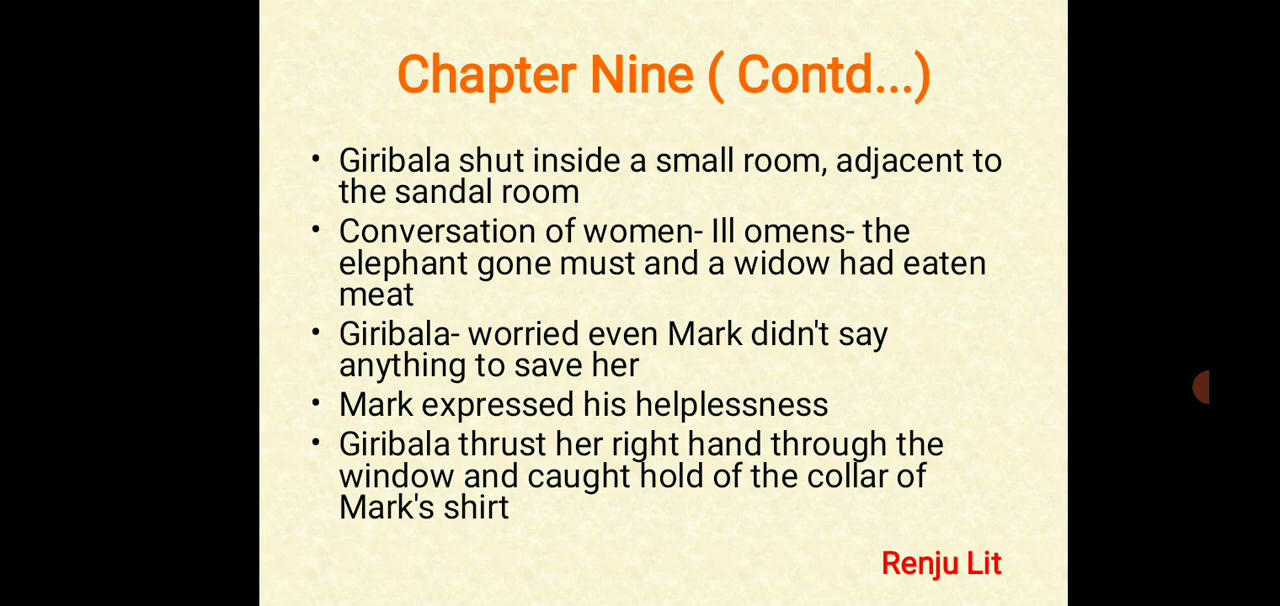 Chapter Nine ( Contd...)
• Giribala shut inside a small room, adjacent to
the sandal room
• Conversation of women- Ill omens- the
elephant gone must and a widow had eaten
meat
• Giribala- worried even Mark didn't say
anything to save her
• Mark expressed his helplessness
• Giribala thrust her right hand through the
window and caught hold of the collar of
Mark's shirt
Renju Lit